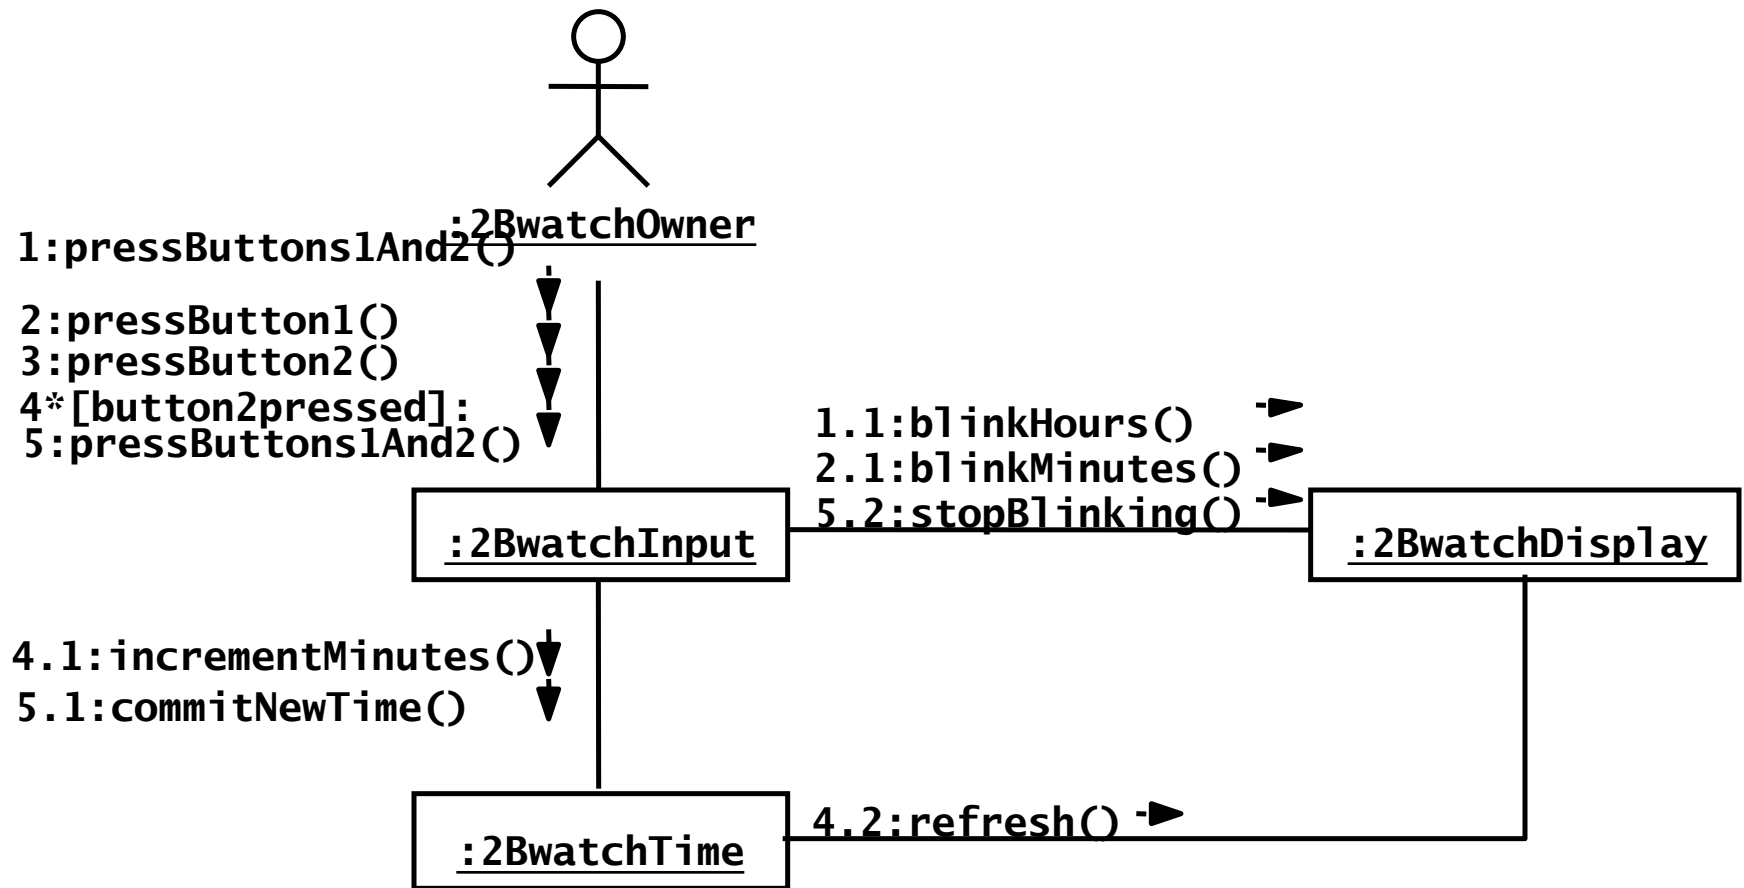 :2BwatchOwner
1:pressButtons1And2()
2:pressButton1()
3:pressButton2()
4*[button2pressed]:
5:pressButtons1And2()
1.1:blinkHours()
2.1:blinkMinutes()
5.2:stopBlinking()
:2BwatchInput
:2BwatchDisplay
4.1:incrementMinutes()
5.1:commitNewTime()
4.2:refresh()
:2BwatchTime